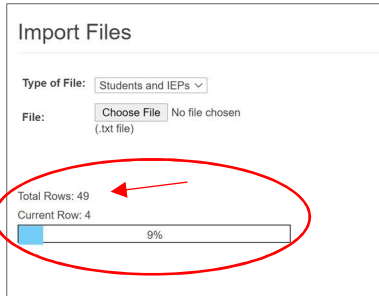 Import Files
Type of File: Students and IEPs
File: Choose File No file chosen
(.txt file)
Total Rows: 49
Current Row: 4
9%